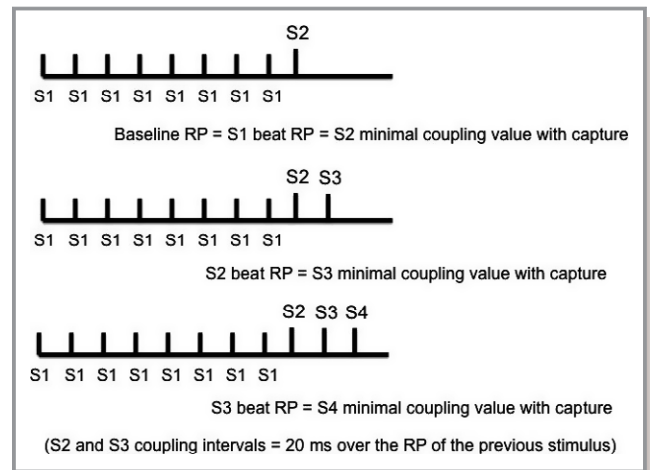 S2
S1 S1 S1 S1 S1 S1 S1 S1
Baseline RP = S1 beat RP = S2 minimal coupling value with capture
S2 S3
S1 S1 S1 S1 S1 S1 S1 S1
S2 beat RP = S3 minimal coupling value with capture
S2 S3 S4
S1 S1 S1 S1 S1 S1 S1 S1
S3 beat RP = S4 minimal coupling value with capture
(S2 and S3 coupling intervals = 20 ms over the RP of the previous stimulus)